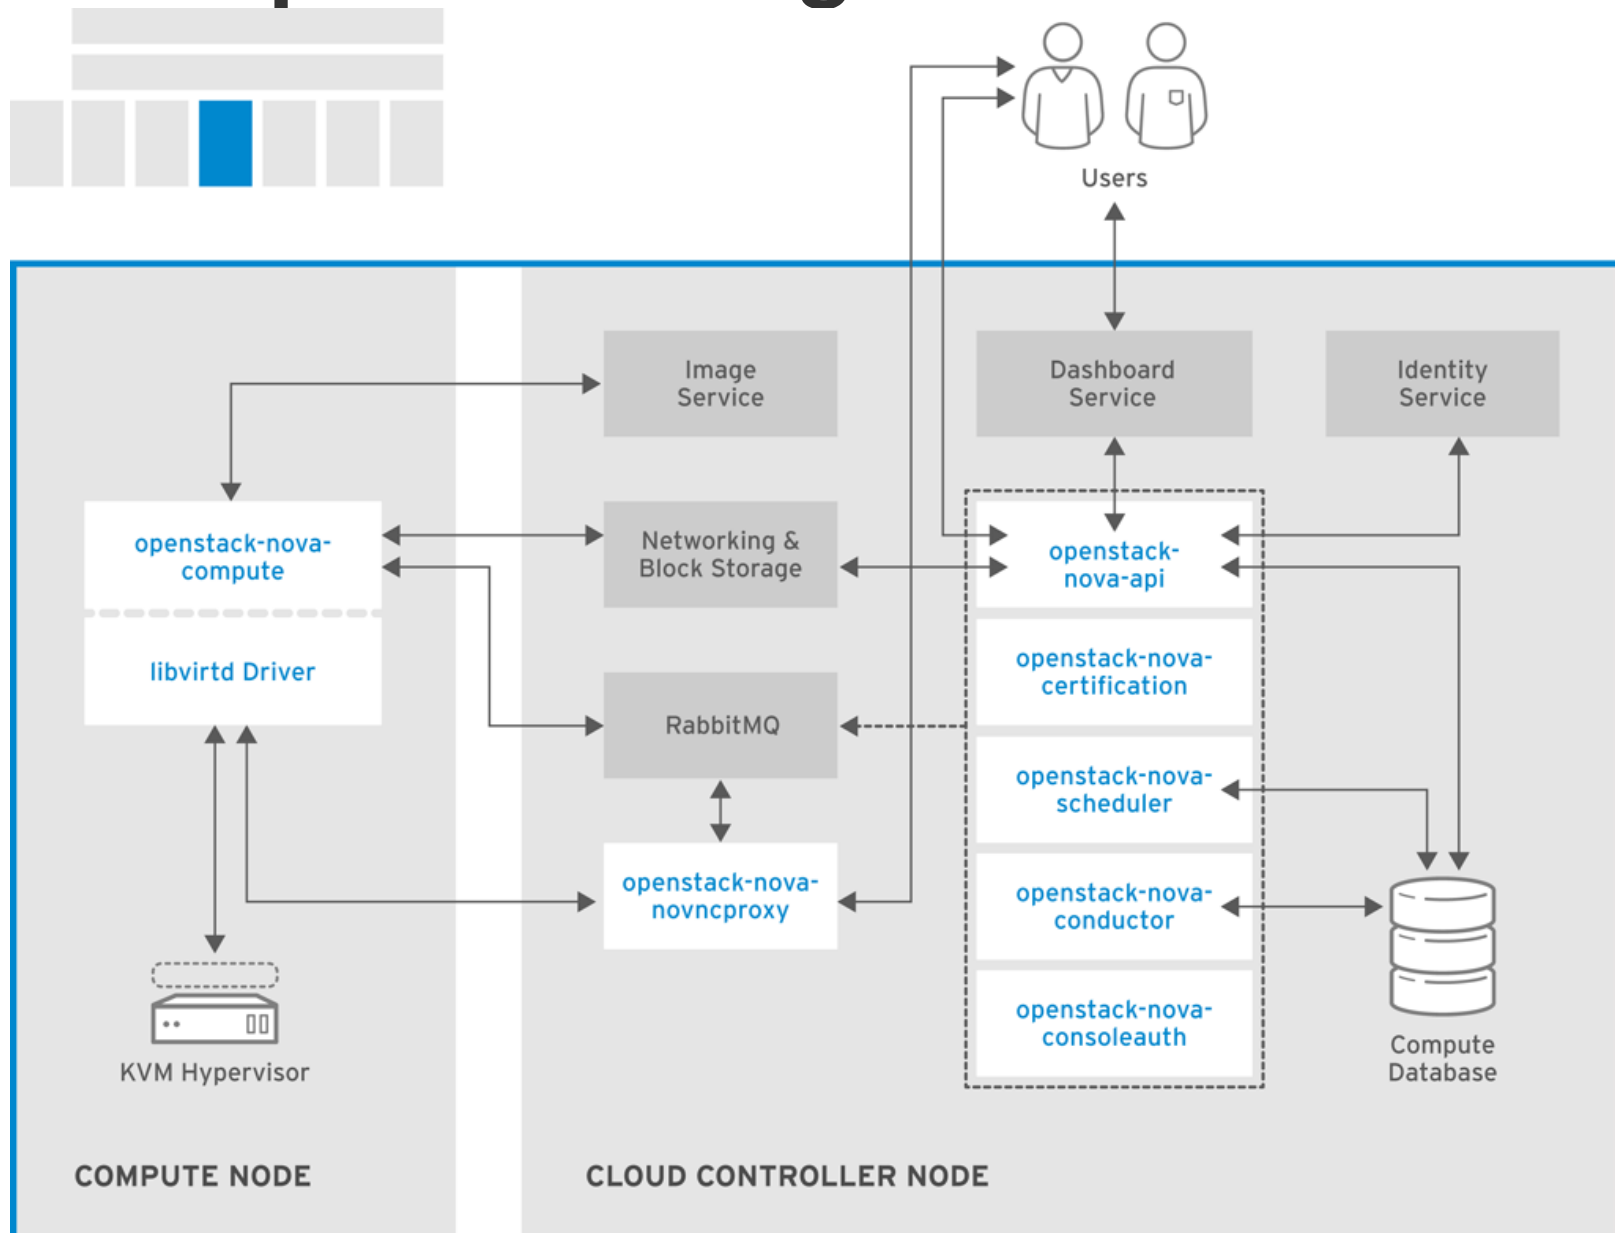 Users
Image
Service
Dashboard
Service
Identity
Service
openstack-nova-
compute
Networking &
Block Storage
openstack-
nova-api
libvirtd Driver
openstack-nova-
certification
RabbitMQ
openstack-nova-
scheduler
openstack-nova-
novncproxy
openstack-nova-
conductor
openstack-nova-
consoleauth
KVM Hypervisor
Compute
Database
COMPUTE NODE
CLOUD CONTROLLER NODE